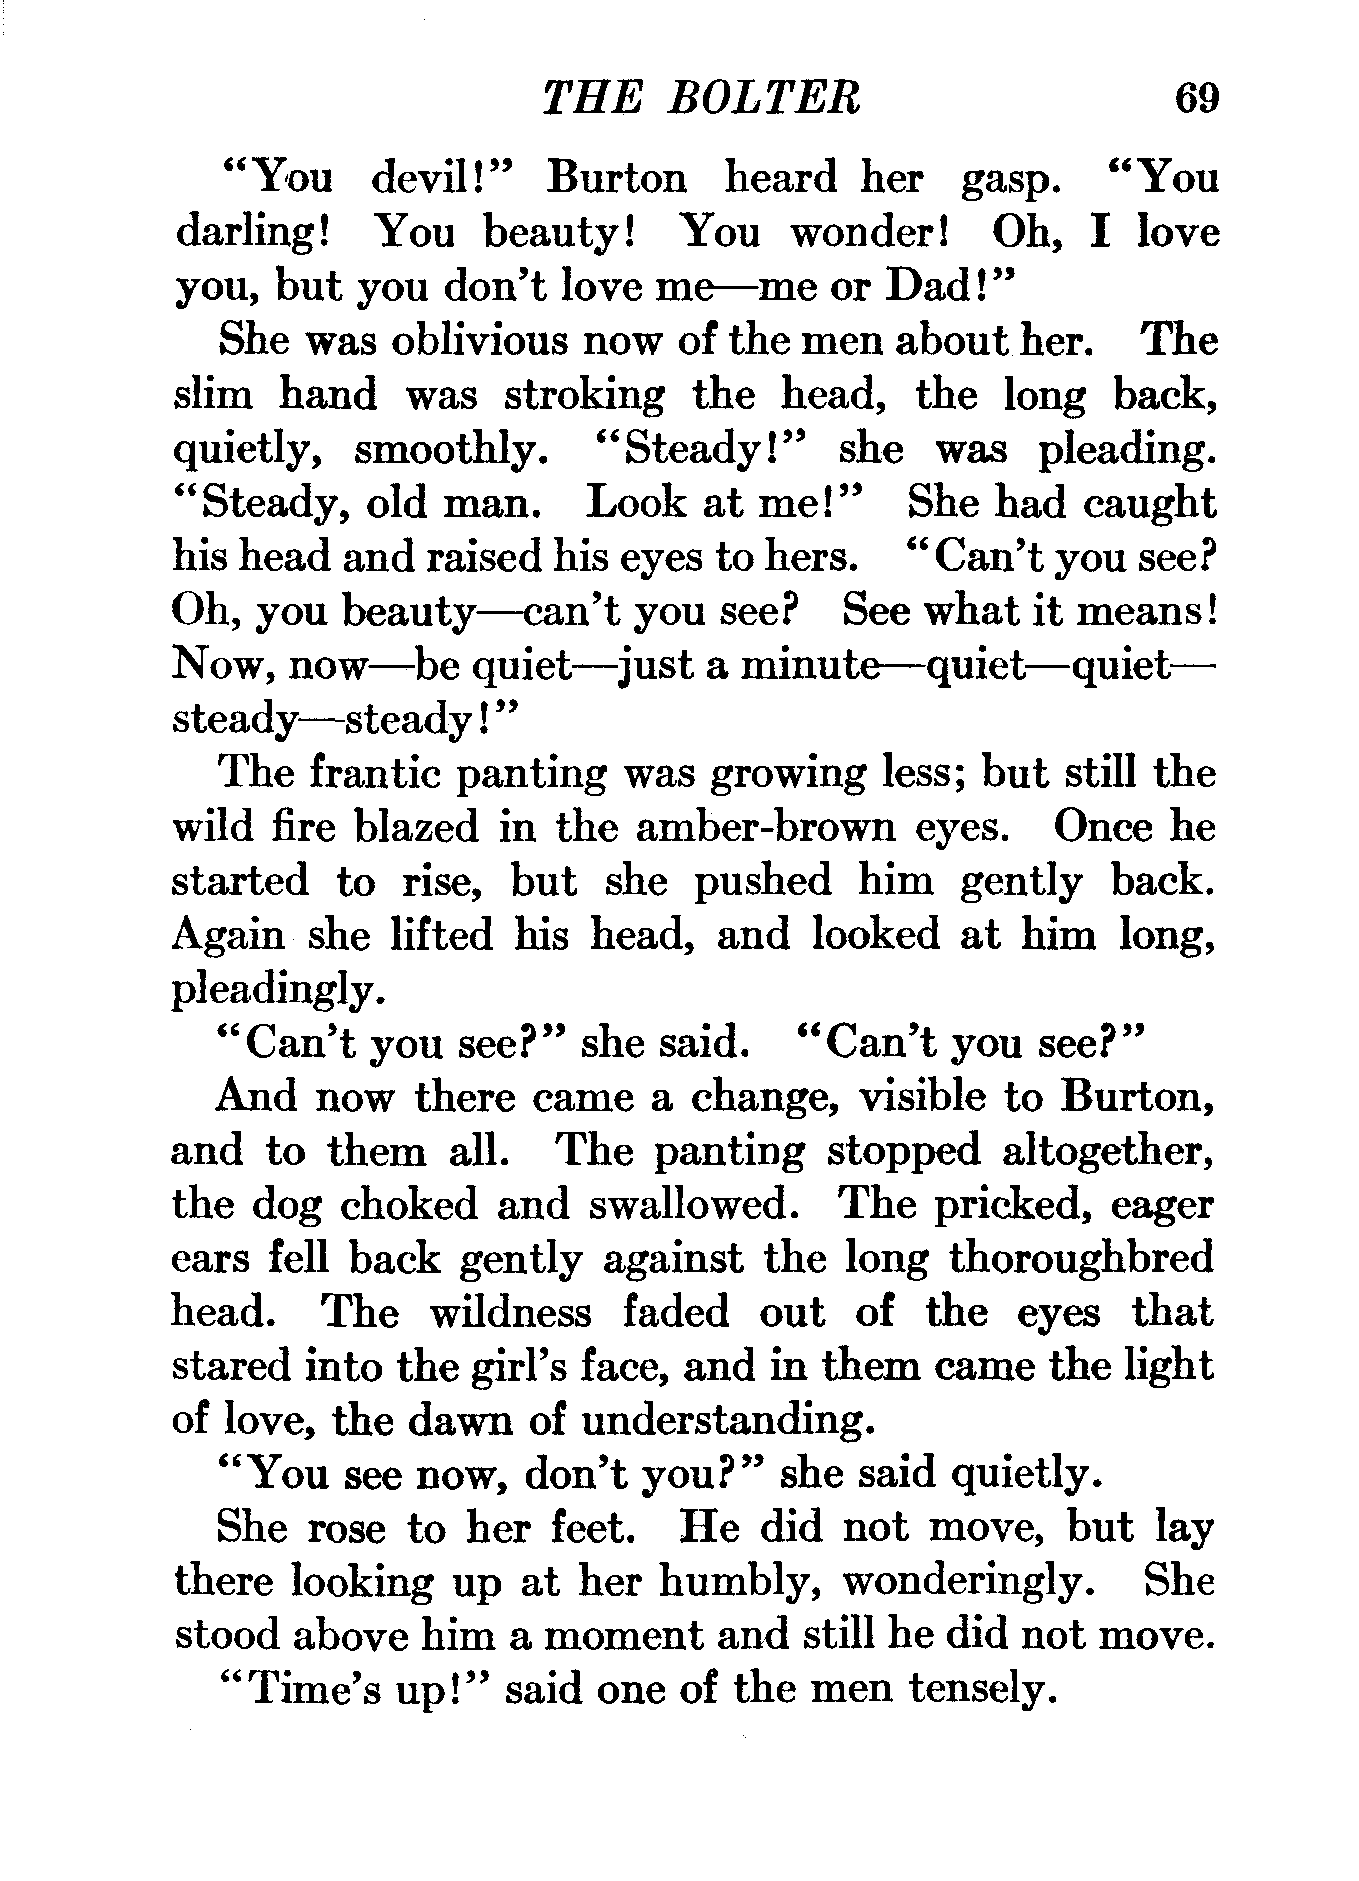 THE BOLTER 69
“You devil!” Burton heard her gasp. “You
darling! You beauty! You wonder! Oh, I love
you, but you don’t love me—me or Dad!”
She was oblivious now of the men about her. The
slim hand was stroking the head, the long back,
quietly, smoothly. “Steady!” she was pleading.
“Steady, old man. Look at me!” She had caught
his head and raised his eyes to hers. “Can’t you see?
Oh, you beauty—can’t you see? See what it means!
Now, now—be quiet—just a minute—quiet—quiet—
steady—steady!”
The frantic panting was growing less; but still the
wild fire blazed in the amber-brown eyes. Once he
started to rise, but she pushed him gently back.
Again she lifted his head, and looked at him long,
pleadingly.
“Can’t you see?” she said. “Can’t you see?”
And now there came a change, visible to Burton,
and to them all. The panting stopped altogether,
the dog choked and swallowed. The pricked, eager
ears fell back gently against the long thoroughbred
head. The wildness faded out of the eyes that
stared into the girl’s face, and in them came the light
of love, the dawn of understanding.
“You see now, don’t you?” she said quietly.
She rose to her feet. He did not move, but lay
there looking up at her humbly, wonderingly. She
stood above him a moment and still he did not move.
“Time’s up!” said one of the men tensely.